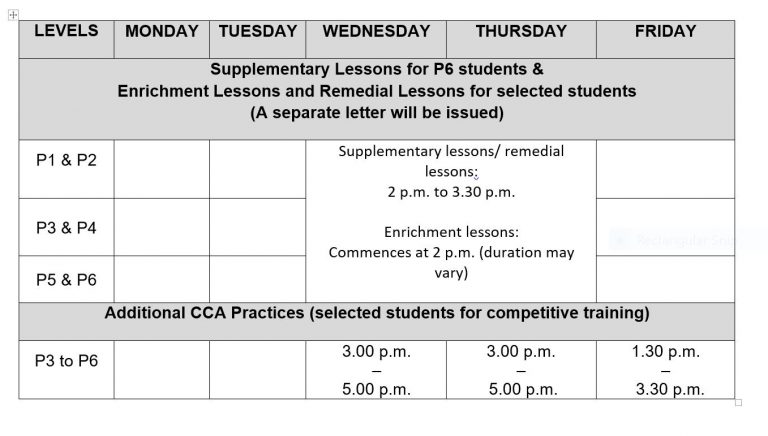 LEVELS MONDAY TUESDAY WEDNESDAY THURSDAY FRIDAY
Supplementary Lessons for P6 students &
Enrichment Lessons and Remedial Lessons for selected students
(A separate letter will be issued)
P1 & P2
Supplementary lessons/ remedial
lessons:
2 p.m. to 3.30 p.m.
P3 & P4
Enrichment lessons:
Commences at 2 p.m. (duration may
vary)
Rectangular Snip
P5 & P6
Additional CCA Practices (selected students for competitive training)
P3 to P6
3.00 p.m. 3.00 p.m. 1.30 p.m.
– – –
5.00 p.m. 5.00 p.m. 3.30 p.m.